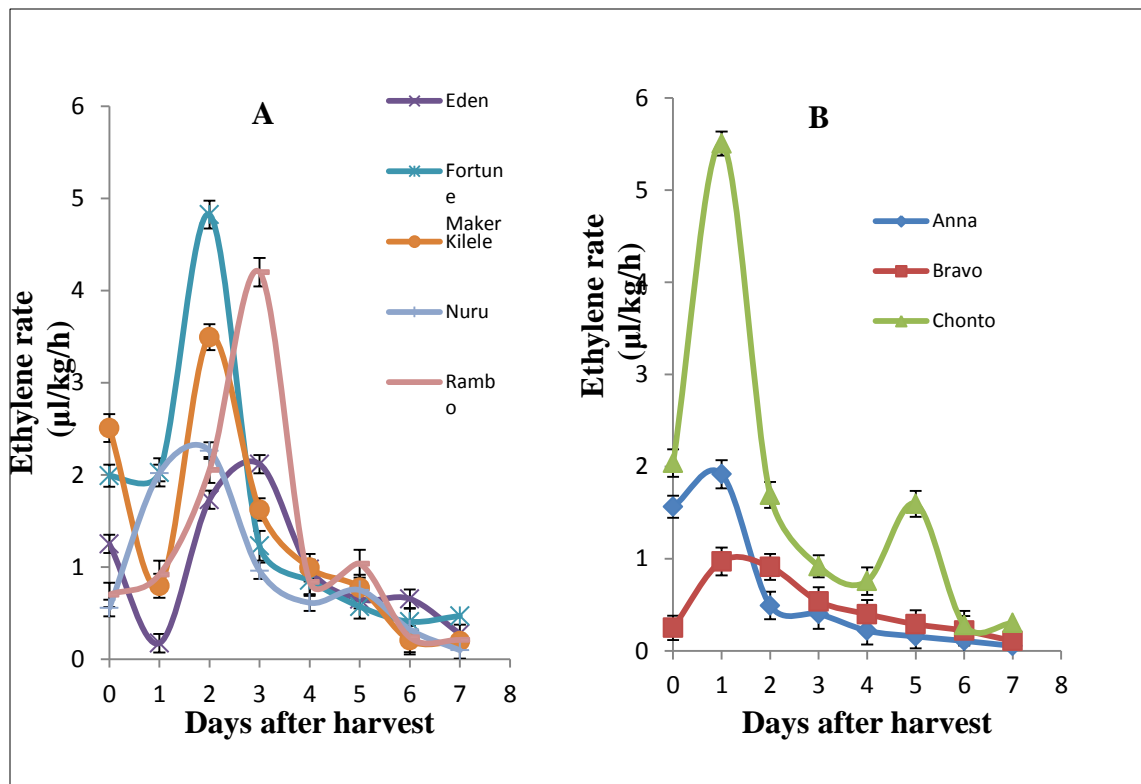 A
Eden
Fortun
e
Maker
Kilele
Nuru
Ramb
o
6
5
4
3
2
1
0
0 1 2 3 4 5 6 7 8
Ethylene rate
(µl/kg/h)
Days after harvest
B
Anna
Bravo
Chonto
6
5
4
3
2
1
0
0 1 2 3 4 5 6 7 8
Ethylene rate
(µl/kg/h)
Days after harvest